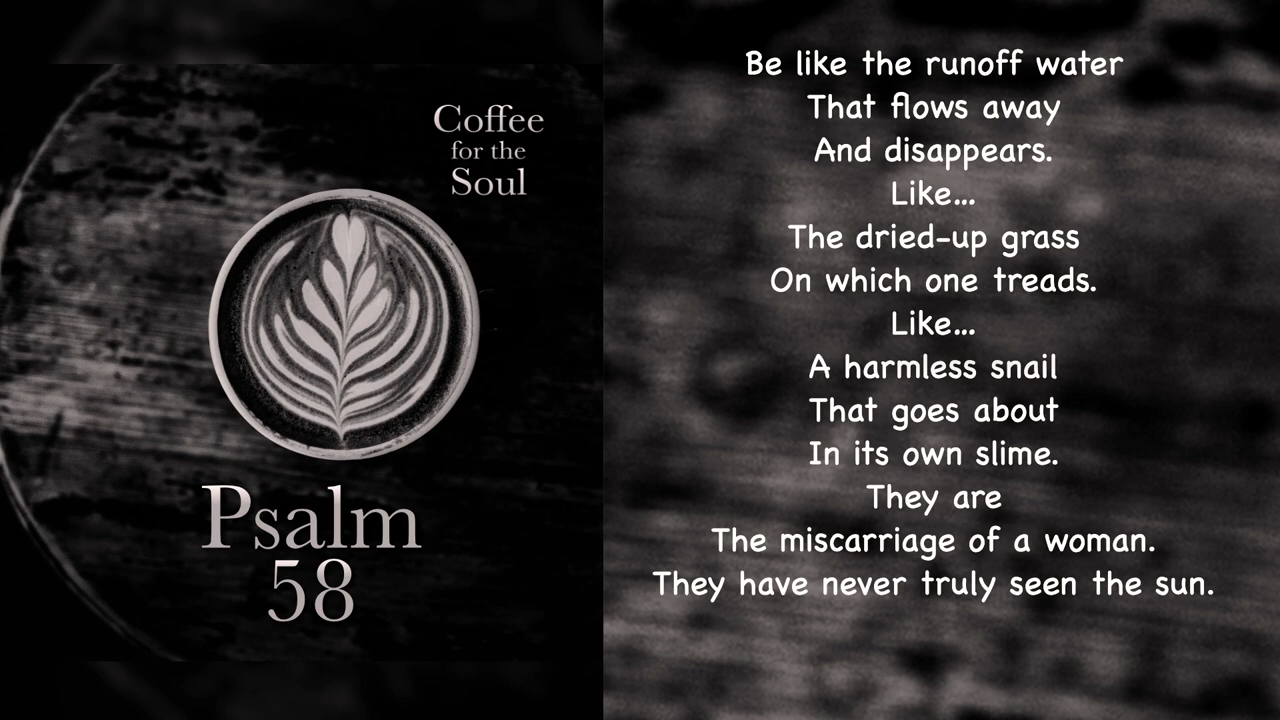 Coffee
for the
Soul
Psalm
58
Be like the runoff water
That flows away
And disappears.
Like...
The dried-up grass
On which one treads.
Like...
A harmless snail
That goes about
In its own slime.
They are
The miscarriage of a woman.
They have never truly seen the sun.